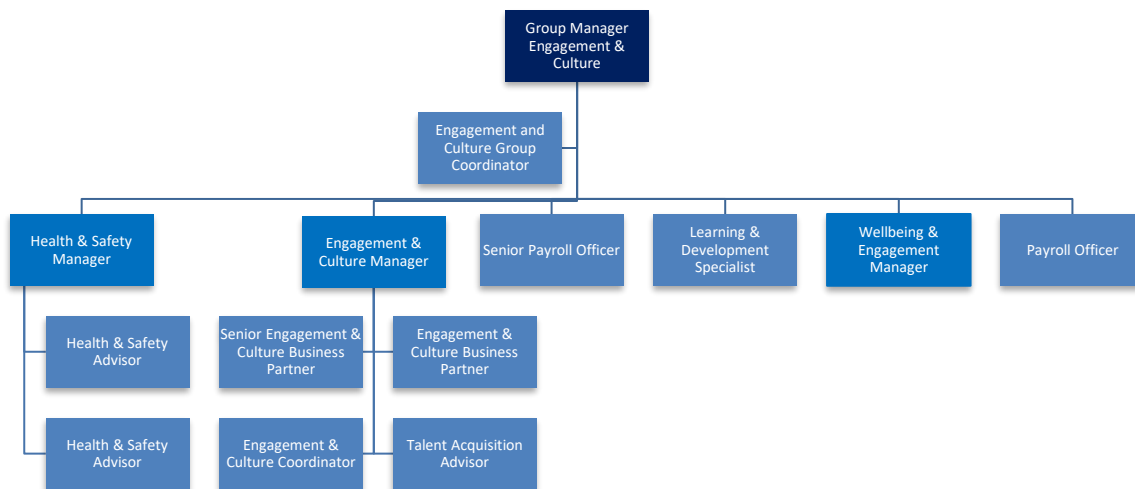 Group Manager
Engagement &
Culture
Engagement and
Culture Group
Coordinator
Health & Safety
Manager
Engagement &
Culture Manager
Senior Payroll Officer
Learning &
Development
Specialist
Wellbeing &
Engagement
Manager
Payroll Officer
Health & Safety
Advisor
Senior Engagement &
Culture Business
Partner
Engagement &
Culture Business
Partner
Health & Safety
Advisor
Engagement &
Culture Coordinator
Talent Acquisition
Advisor